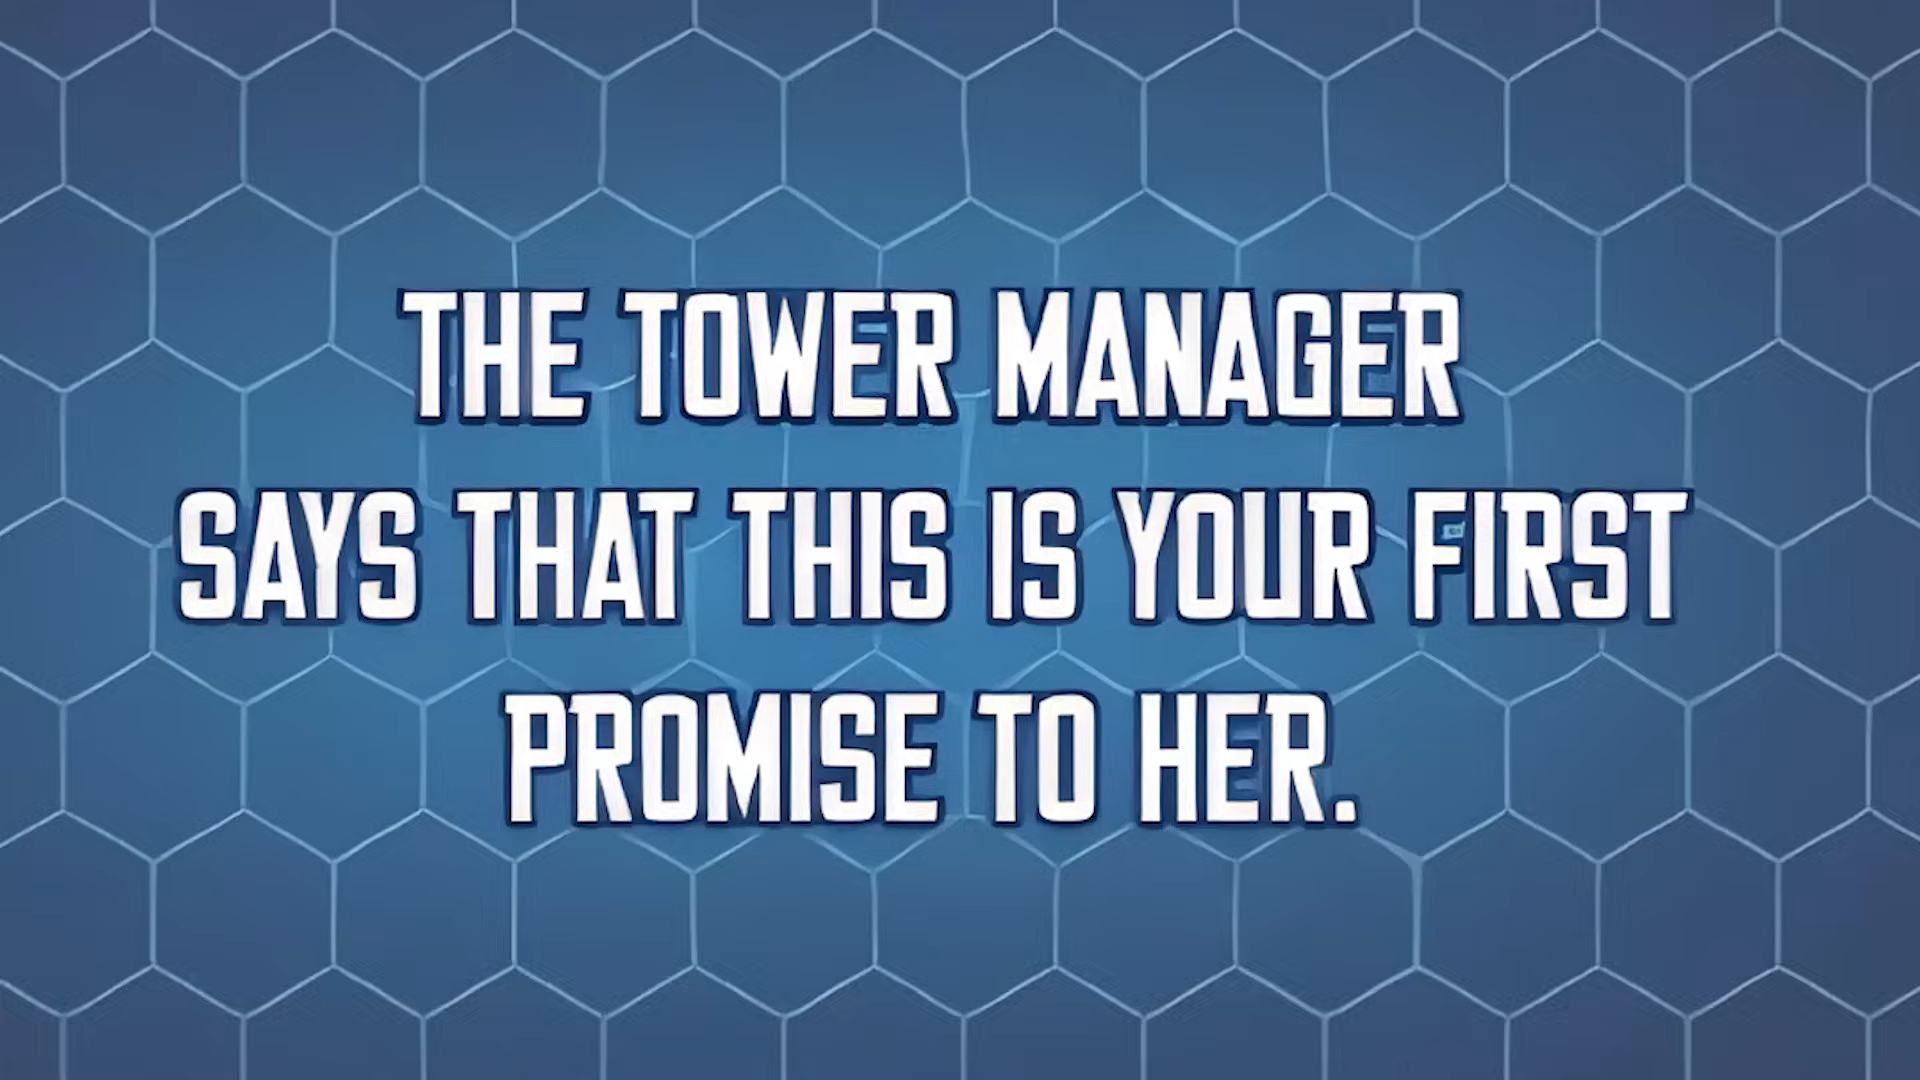 THE TOWER MANAGER
SAYS THAT THIS IS YOUR FIRST
PROMISE TO HER.